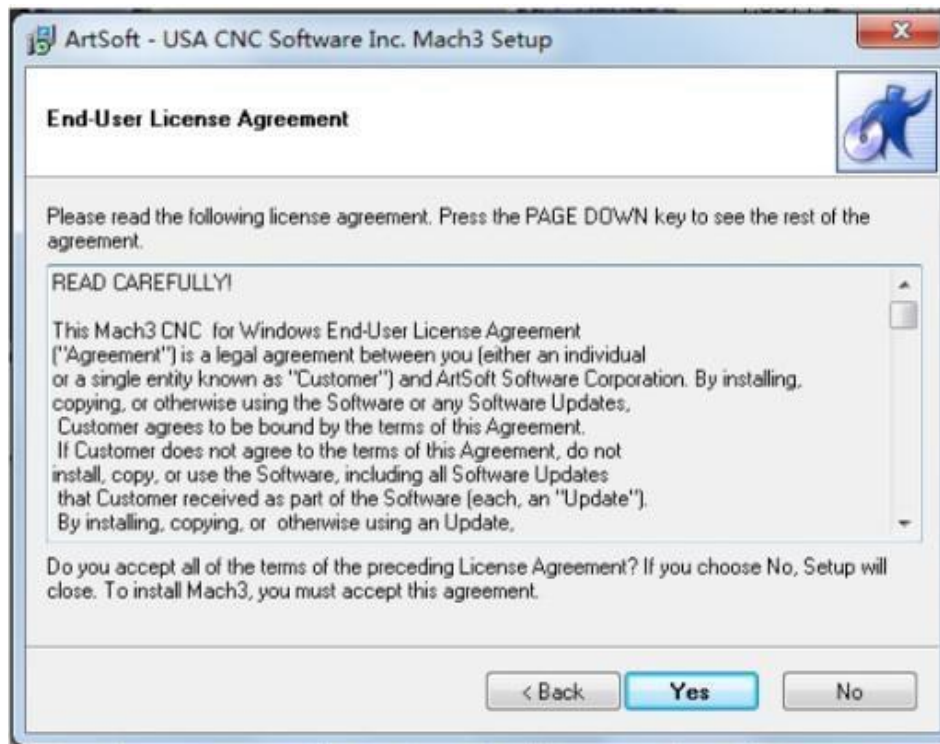 ArtSoft - USA CNC Software Inc. Mach3 Setup
End-User License Agreement
Please read the following license agreement. Press the PAGE DOWN key to see the rest of the
agreement.
READ CAREFULLY!
This Mach3 CNC  for Windows End-User License Agreement
("Agreement") is a legal agreement between you (either an individual
or a single entity known as "Customer") and ArtSoft Software Corporation. By installing,
copying, or otherwise using the Software or any Software Updates,
Customer agrees to be bound by the terms of this Agreement.
If Customer does not agree to the terms of this Agreement, do not
install, copy, or use the Software, including all Software Updates
that Customer received as part of the Software (each, an "Update").
By installing, copying, or  otherwise using an Update,
Do you accept all of the terms of the preceding License Agreement? If you choose No, Setup will
close. To install Mach3, you must accept this agreement.
< Back
Yes
No